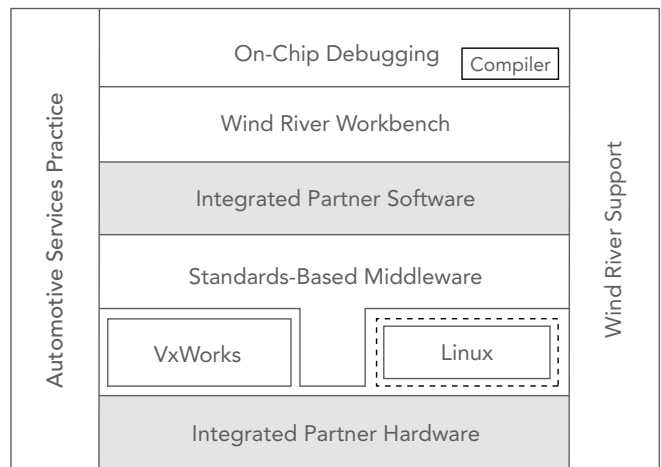 Automotive Services Practice
On-Chip Debugging
Compiler
Wind River Workbench
Integrated Partner Software
Standards-Based Middleware
VxWorks
Linux
Integrated Partner Hardware
Wind River Support